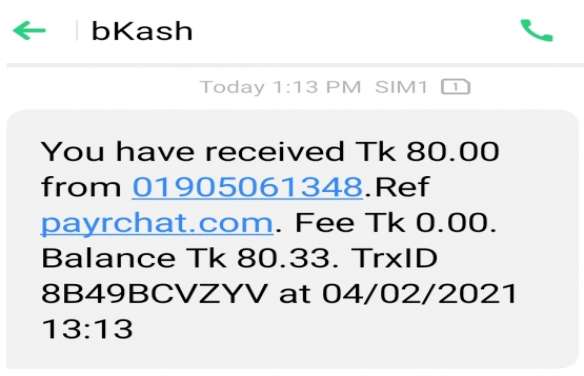 bKash
Today 1:13 PM SIM1 1
You have received Tk 80.00
from 01905061348.Ref
payrchat.com. Fee Tk 0.00.
Balance Tk 80.33. TrxID
8B49BCVZYV at 04/02/2021
13:13